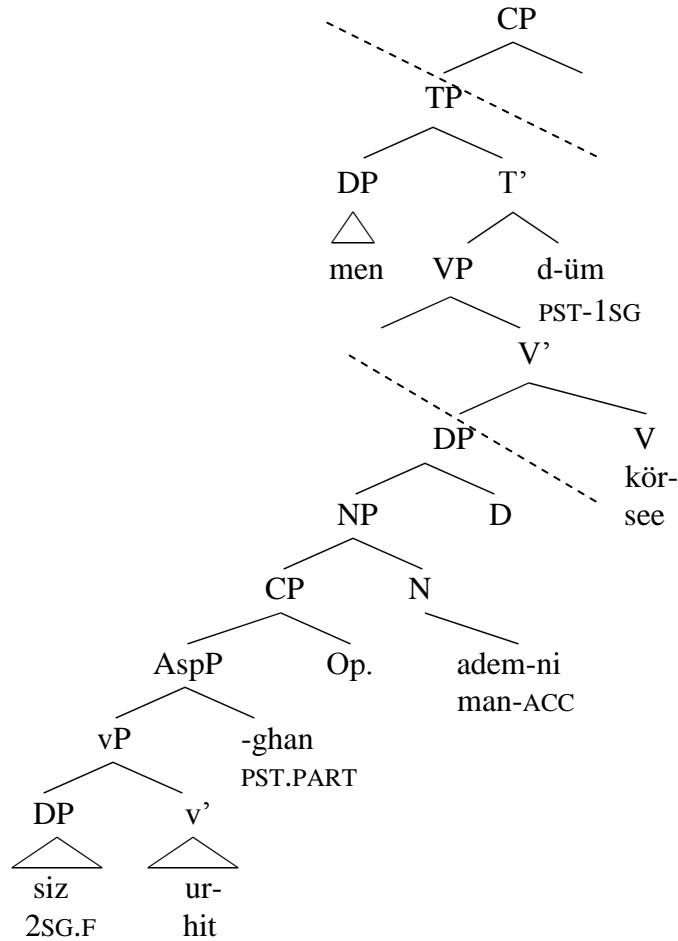 CP
TP
DP T’
men VP d-üm
PST-1SG
V’
DP V
kör-
NP D see
CP N
AspP Op. adem-ni
man-ACC
vP -ghan
PST.PART
DP v’
siz ur-
2SG.F hit